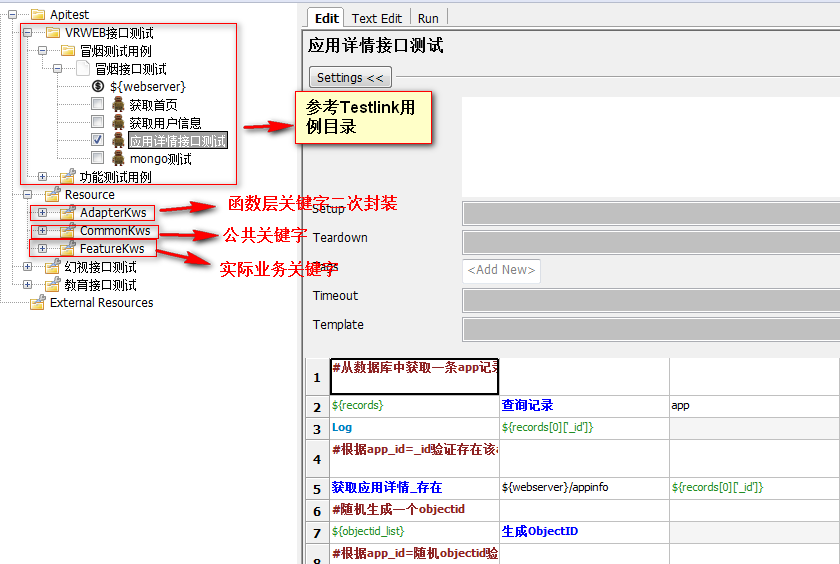 Apitest
VRWEB接口测试
冒烟测试用例
冒烟接口测试
${webserver}
获取首页
获取用户信息
应用详情接口测试
mongo测试
功能测试用例
Resource
AdapterKws
CommonKws
FeatureKws
幻视接口测试
教育接口测试
External Resources
参考Testlink用
例目录
函数层关键字二次封装
公共关键字
实际业务关键字
Edit Text Edit Run
应用详情接口测试
Settings <<
Setup
Teardown
<Add New>
Timeout
Template
1 #从数据库中获取一条app记录
2 ${records} 查询记录 app
3 Log ${records[0]['_id']}
4 #根据app_id=_id验证存在该
5 获取应用详情_存在 ${webserver}/appinfo ${records[0]['_id']}
6 #随机生成一个objectid
7 ${objectid_list} 生成ObjectID
8 #根据app_id=随机objectid验